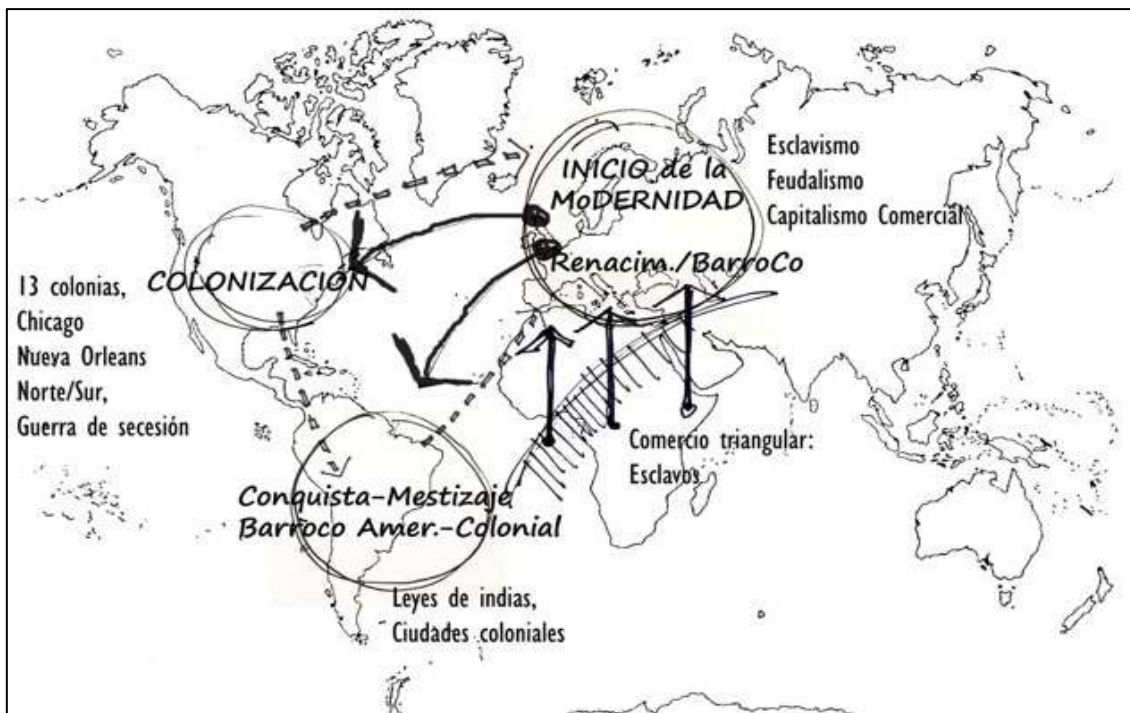 INICIO de la
MoDERNIDAD
Renacim./BarroCo
Esclavismo
Feudalismo
Capitalismo Comercial
COLONIZACIÓN
13 colonias,
Chicago
Nueva Orleans
Norte/Sur,
Guerra de secesión
Comercio triangular:
Esclavos
Conquista-Mestizaje
Barroco Amer.-Colonial
Leyes de indias,
Ciudades coloniales